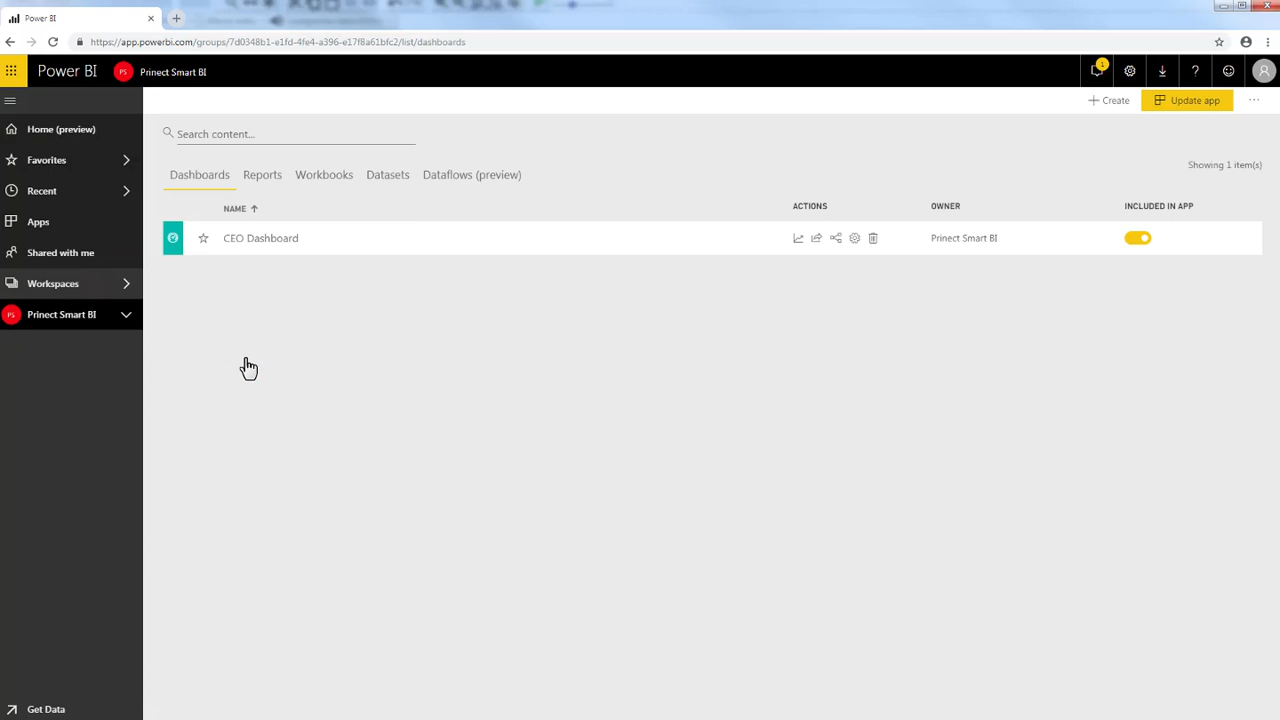 Power BI
https://app.powerbi.com/groups/7d0348b1-e1fd-4fe4-a396-e17f8a61bfc2/list/dashboards
Power BI PS Prinect Smart BI 1
Create Update app
Home (preview)
Favorites
Recent
Apps
Shared with me
Workspaces
PS Prinect Smart BI
Get Data
Search content...
Showing 1 item(s)
Dashboards Reports Workbooks Datasets Dataflows (preview)
NAME ACTIONS OWNER INCLUDED IN APP
CEO Dashboard Prinect Smart BI